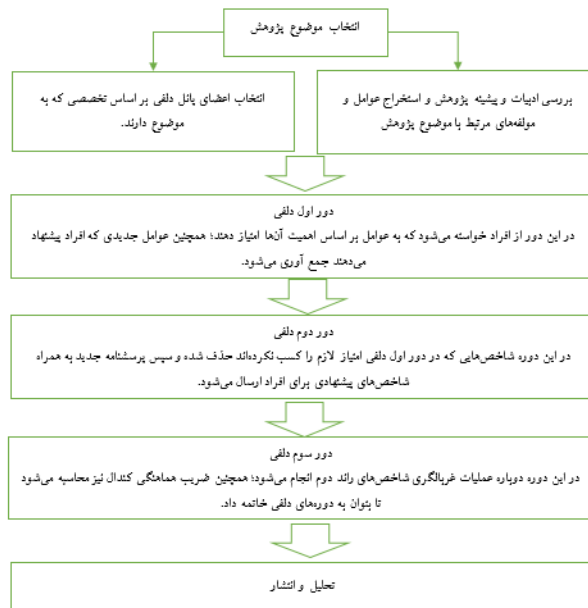 انتخاب موضوع پژوهش
بررسی ادبیات و پیشینه پژوهش و استخراج عوامل و
مولفه‌های مرتبط با موضوع پژوهش
انتخاب اعضای پانل دلفی بر اساس تخصصی که به
موضوع دارند.
دور اول دلفی
در این دور از افراد خواسته می‌شود که به عوامل بر اساس اهمیت آن‌ها امتیاز دهند؛ همچنین عوامل جدیدی که افراد پیشنهاد
می‌دهند جمع آوری می‌شود.
دور دوم دلفی
در این دوره شاخص‌هایی که در دور اول دلفی امتیاز لازم را کسب نکرده‌اند حذف شده و سپس پرسشنامه جدید به همراه
شاخص‌های پیشنهادی برای افراد ارسال می‌شود.
دور سوم دلفی
در این دوره دوباره عملیات غربالگری شاخص‌های راند دوم انجام می‌شود؛ همچنین ضریب هماهنگی کندال نیز محاسبه می‌شود
تا بتوان به دوره‌های دلفی خاتمه داد.
تحلیل و انتشار